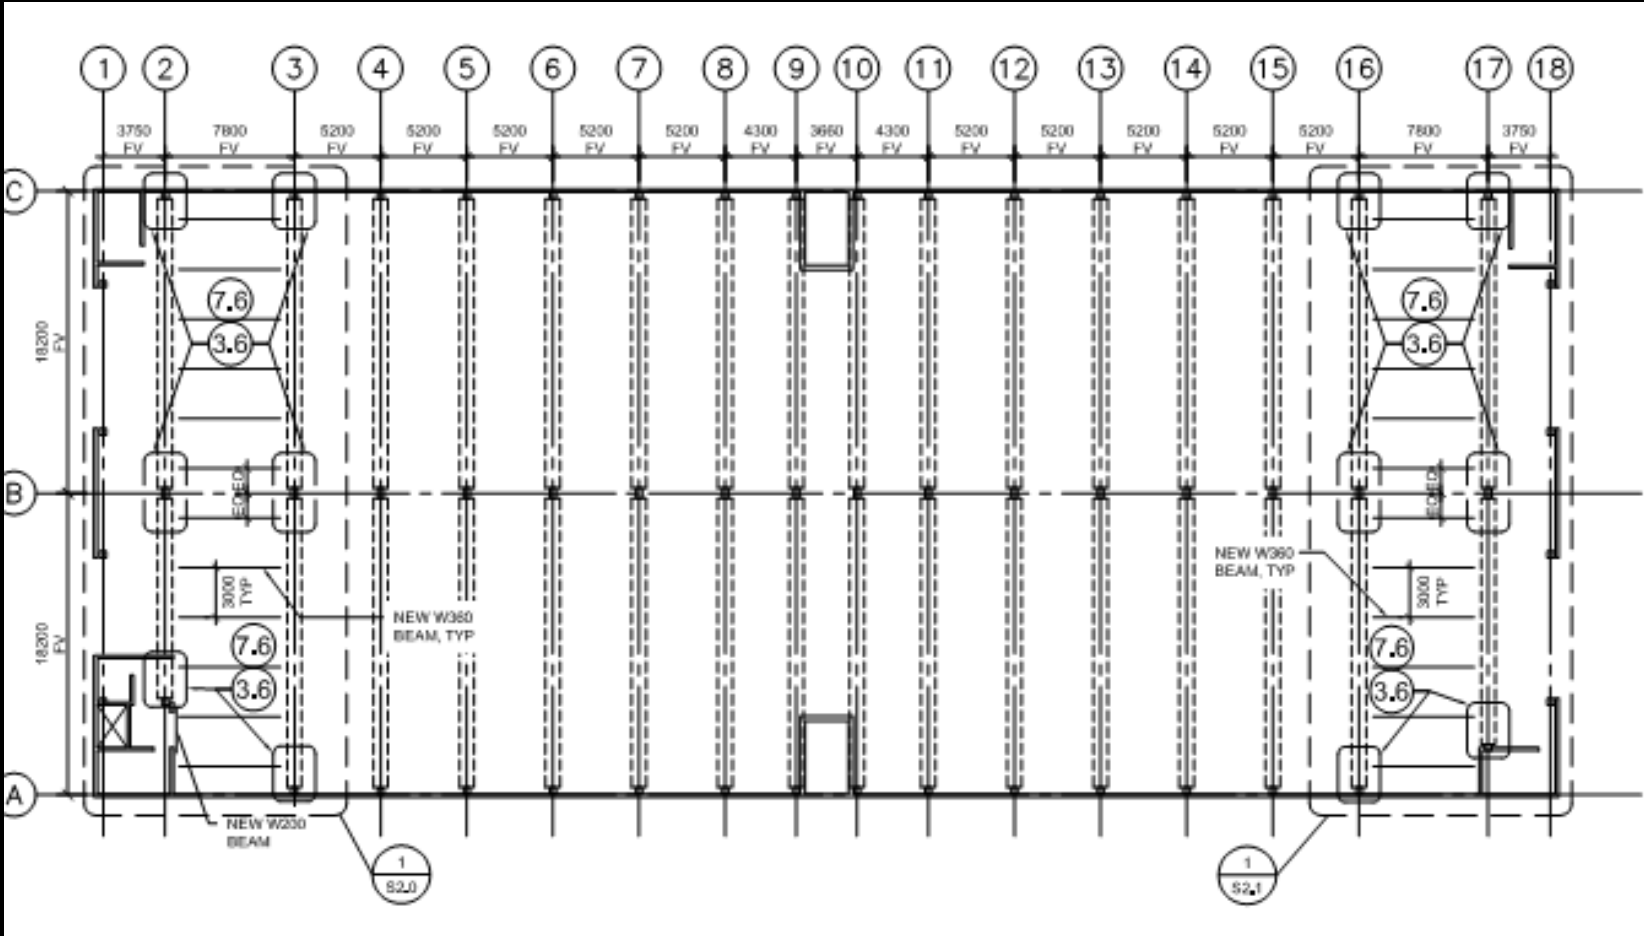 1 2 3 4 5 6 7 8 9 10 11 12 13 14 15 16 17 18
3750 7800 5200 5200 5200 5200 5200 4300 3660 4300 5200 5200 5200 5200 5200 7800 3750
FV FV FV FV FV FV FV FV FV FV FV FV FV FV FV FV FV
C
7.6
7.6
18200
FV
3.6
3.6
B
EQ EQ
EQ EQ
NEW W360
BEAM, TYP
3000
TYP
3000
TYP
NEW W360
BEAM, TYP
18200
FV
7.6
7.6
3.6
3.6
A
NEW W200
BEAM
1
S2.0
1
S2.1